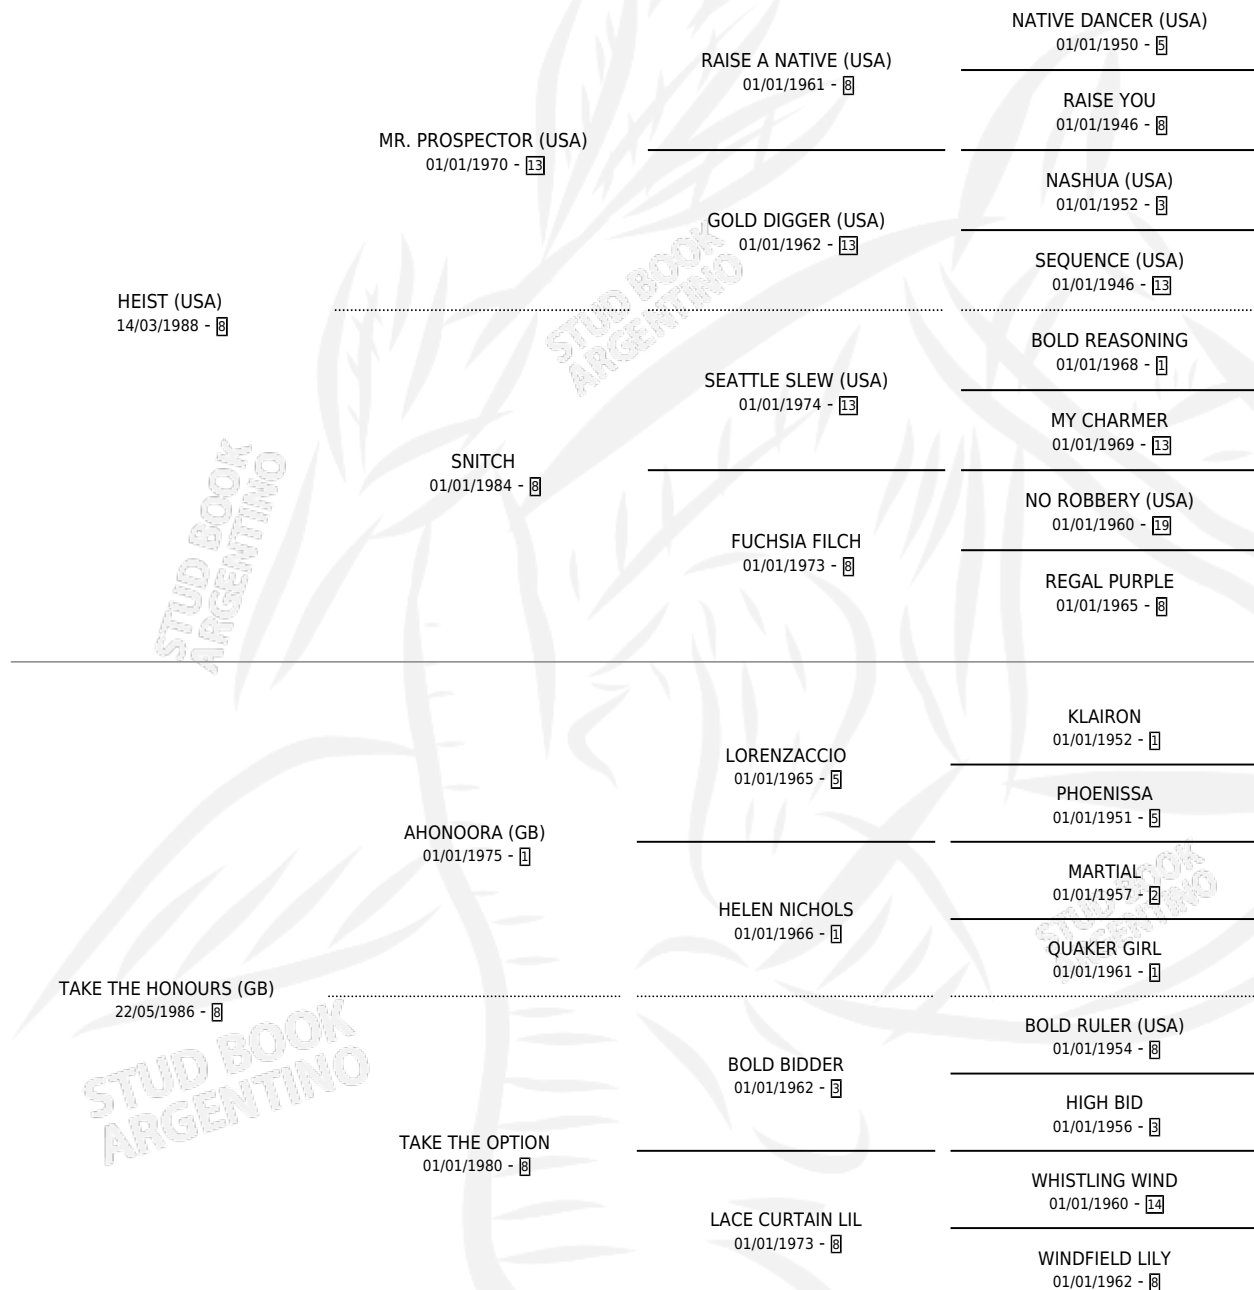 NATIVE DANCER (USA)
01/01/1950 - 5
RAISE A NATIVE (USA)
01/01/1961 - 8
RAISE YOU
01/01/1946 - 8
MR. PROSPECTOR (USA)
01/01/1970 - 13
NASHUA (USA)
01/01/1952 - 3
GOLD DIGGER (USA)
01/01/1962 - 13
SEQUENCE (USA)
01/01/1946 - 13
HEIST (USA)
14/03/1988 - 8
BOLD REASONING
01/01/1968 - 1
SEATTLE SLEW (USA)
01/01/1974 - 13
MY CHARMER
01/01/1969 - 13
SNITCH
01/01/1984 - 8
NO ROBBERY (USA)
01/01/1960 - 19
FUCHSIA FILCH
01/01/1973 - 8
REGAL PURPLE
01/01/1965 - 8
KLAIRON
01/01/1952 - 1
LORENZACCIO
01/01/1965 - 5
PHOENISSA
01/01/1951 - 5
AHONOORA (GB)
01/01/1975 - 1
MARTIAL
01/01/1957 - 2
HELEN NICHOLS
01/01/1966 - 1
QUAKER GIRL
01/01/1961 - 1
TAKE THE HONOURS (GB)
22/05/1986 - 8
BOLD RULER (USA)
01/01/1954 - 8
BOLD BIDDER
01/01/1962 - 3
HIGH BID
01/01/1956 - 3
TAKE THE OPTION
01/01/1980 - 8
WHISTLING WIND
01/01/1960 - 14
LACE CURTAIN LIL
01/01/1973 - 8
WINDFIELD LILY
01/01/1962 - 8
STUD BOOK
ARGENTINO
STUD BOOK
ARGENTINO
STUD BOOK
ARGENTINO
STUD BOOK
ARGENTINO